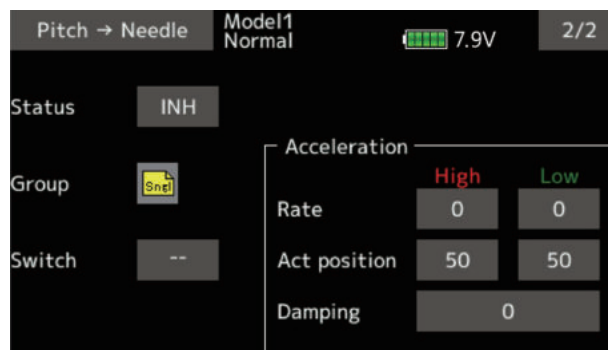 Pitch → Needle Model1 Normal 7.9V 2/2
Status INH
Acceleration
High Low
Group Sngl
Rate 0 0
Switch --
Act position 50 50
Damping 0